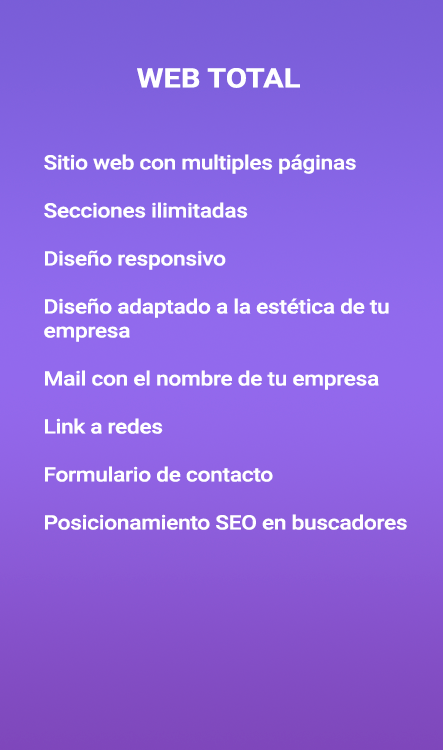 WEB TOTAL
Sitio web con multiples páginas
Secciones ilimitadas
Diseño responsivo
Diseño adaptado a la estética de tu
empresa
Mail con el nombre de tu empresa
Link a redes
Formulario de contacto
Posicionamiento SEO en buscadores